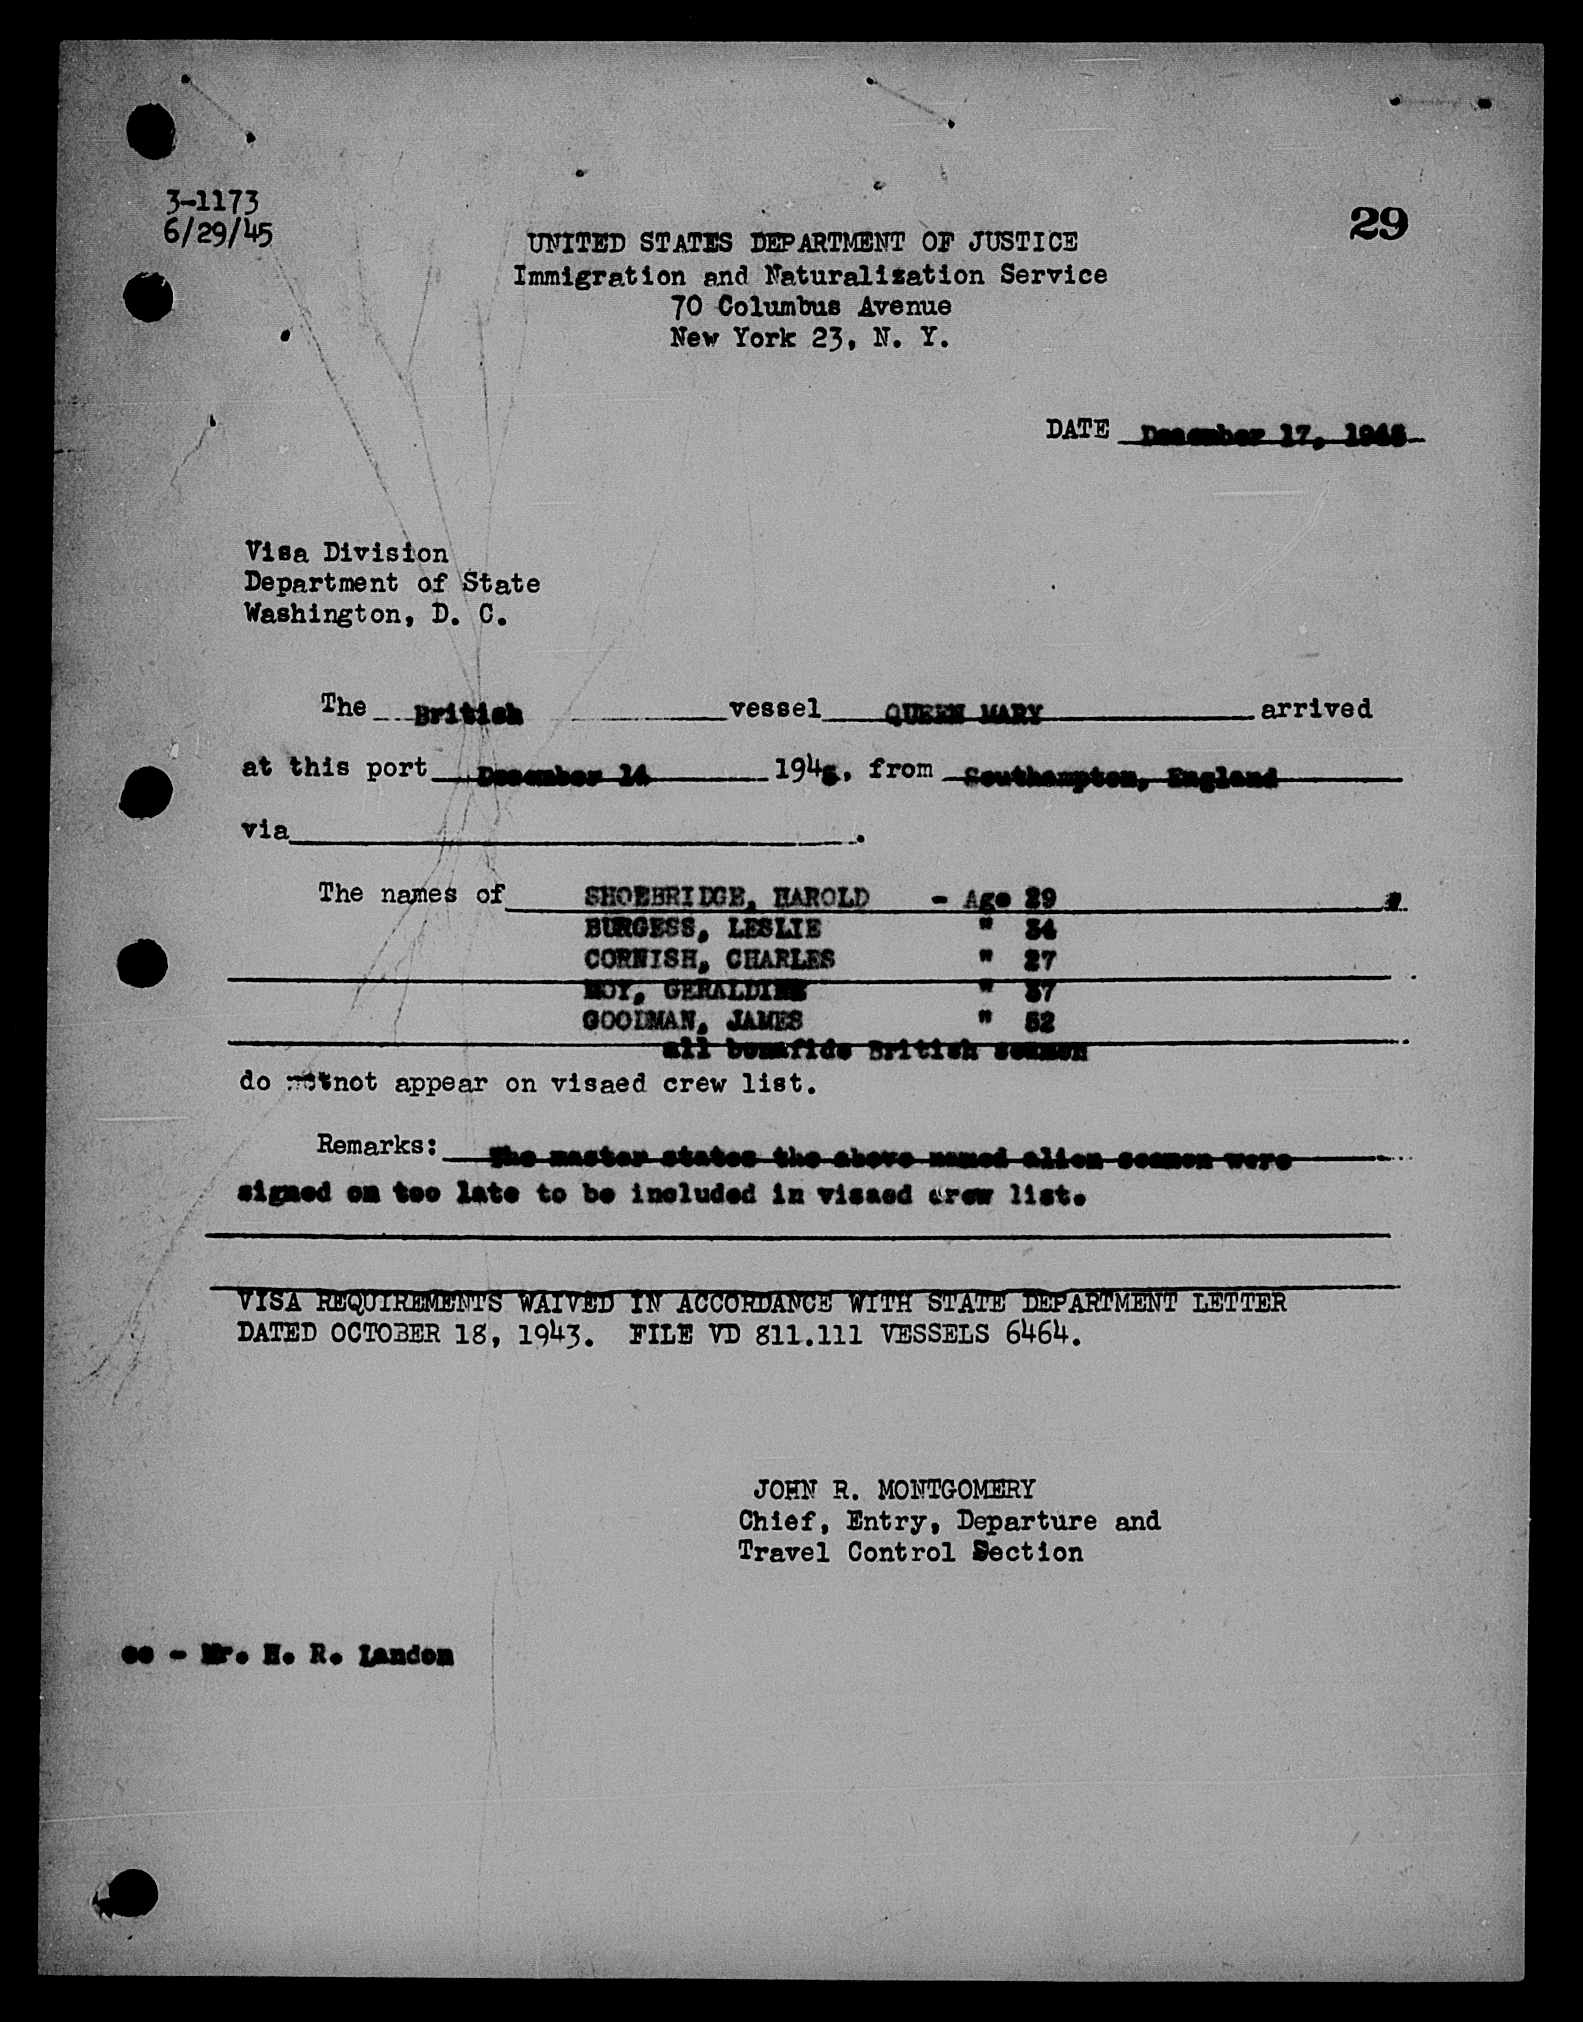 3-1173
6/29/45
29
UNITED STATES DEPARTMENT OF JUSTICE
Immigration and Naturalization Service
70 Columbus Avenue
New York 23, N. Y.
DATE December 17, 1945
Visa Division
Department of State
Washington, D. C.
The British vessel QUEEN MARY arrived
at this port December 14 1945, from Southampton, England
via .
The names of SHOEBRIDGE, HAROLD - Age 29
BURGESS, LESLIE " 34
CORNISH, CHARLES " 27
MOY, GERALDINE " 37
GOODMAN, JAMES " 52
all bonafide British seamen
do not appear on visaed crew list.
Remarks: The master states the above named alien seamen were
signed on too late to be included in visaed crew list.
VISA REQUIREMENTS WAIVED IN ACCORDANCE WITH STATE DEPARTMENT LETTER
DATED OCTOBER 18, 1943. FILE VD 811.111 VESSELS 6464.
JOHN R. MONTGOMERY
Chief, Entry, Departure and
Travel Control Section
cc - Mr. H. R. Landon